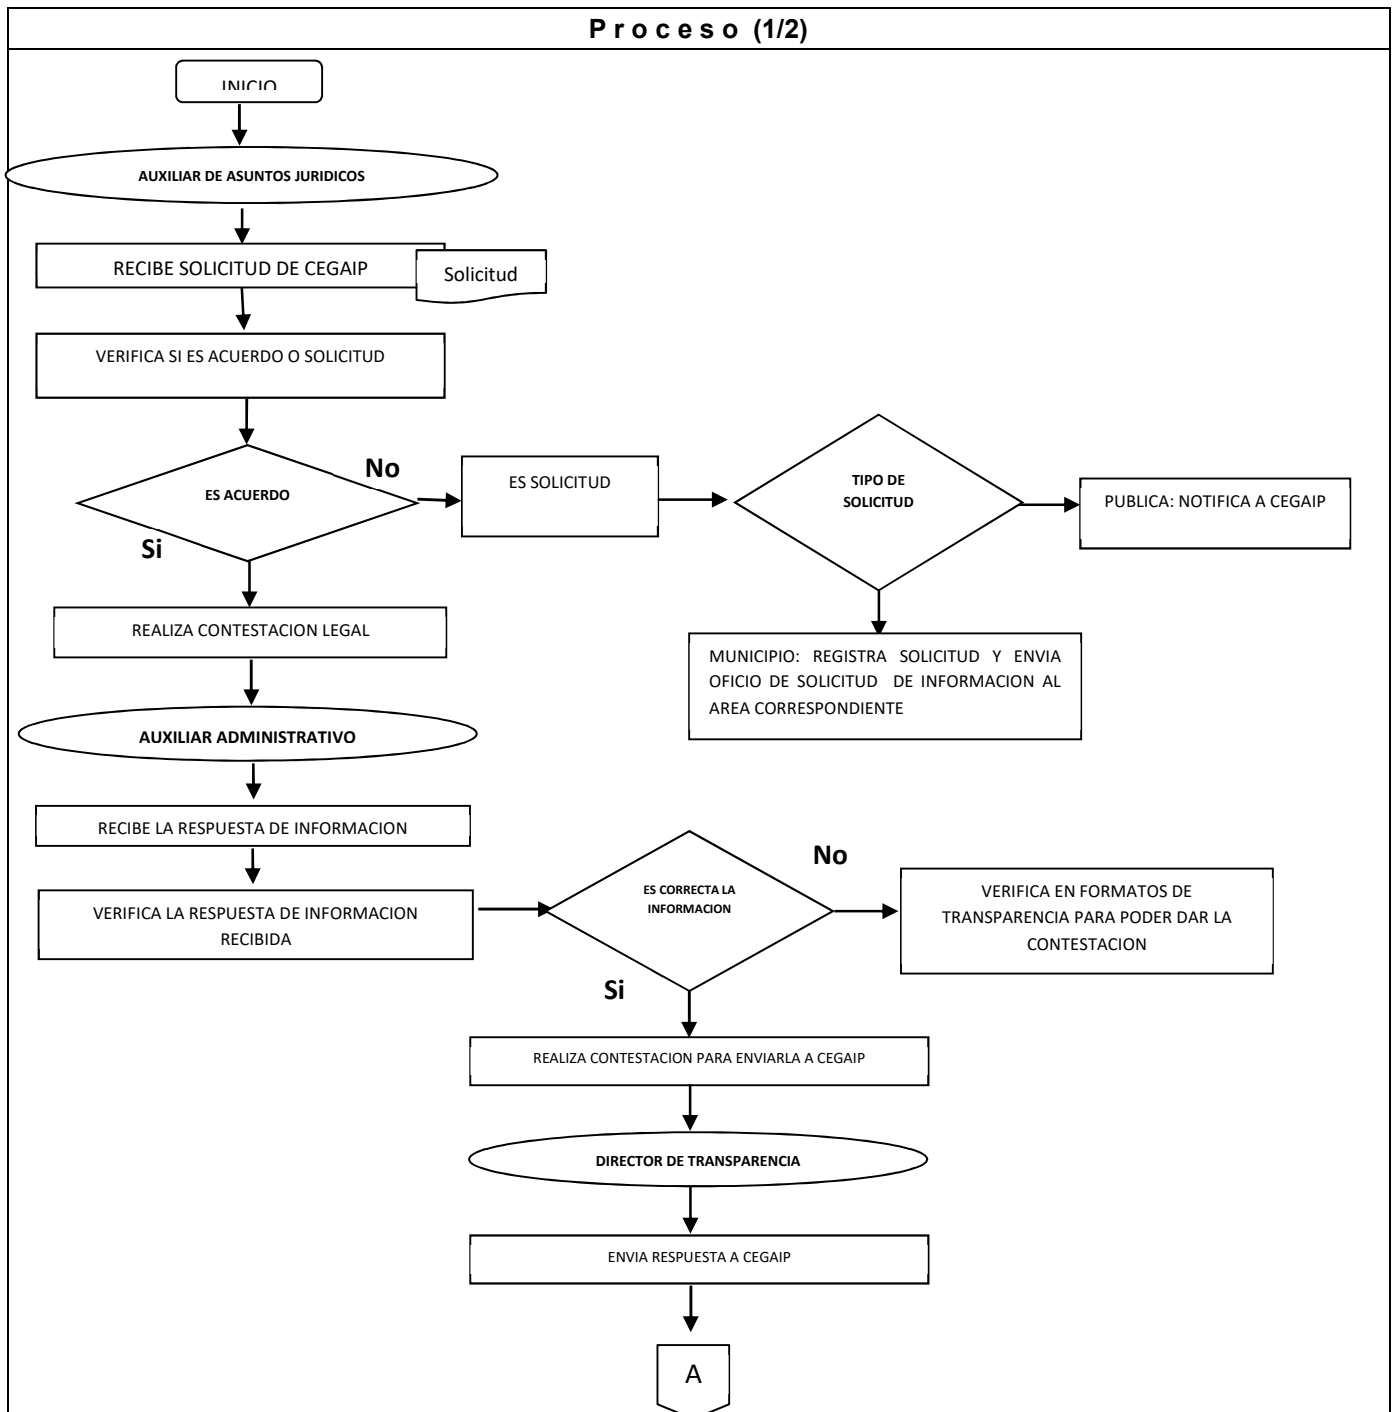 P r o c e s o (1/2)
INICIO
AUXILIAR DE ASUNTOS JURIDICOS
RECIBE SOLICITUD DE CEGAIP
Solicitud
VERIFICA SI ES ACUERDO O SOLICITUD
ES ACUERDO
No
Si
ES SOLICITUD
TIPO DE
SOLICITUD
PUBLICA: NOTIFICA A CEGAIP
REALIZA CONTESTACION LEGAL
MUNICIPIO: REGISTRA SOLICITUD Y ENVIA
OFICIO DE SOLICITUD DE INFORMACION AL
AREA CORRESPONDIENTE
AUXILIAR ADMINISTRATIVO
RECIBE LA RESPUESTA DE INFORMACION
VERIFICA LA RESPUESTA DE INFORMACION
RECIBIDA
ES CORRECTA LA
INFORMACION
No
VERIFICA EN FORMATOS DE
TRANSPARENCIA PARA PODER DAR LA
CONTESTACION
Si
REALIZA CONTESTACION PARA ENVIARLA A CEGAIP
DIRECTOR DE TRANSPARENCIA
ENVIA RESPUESTA A CEGAIP
A